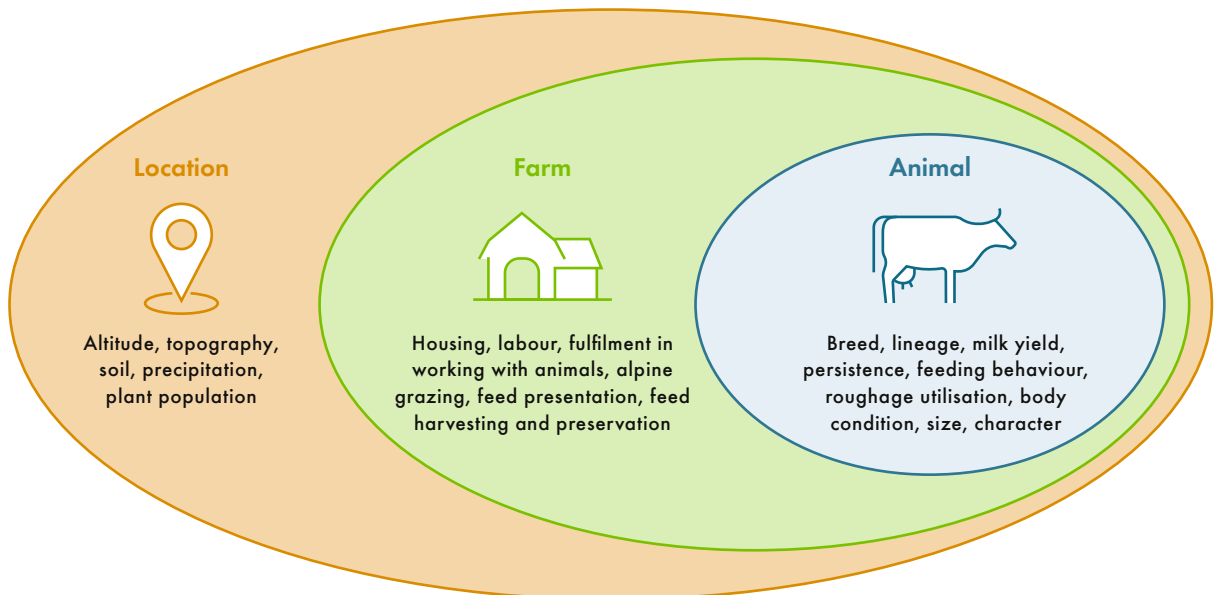 Location
Altitude, topography,
soil, precipitation,
plant population
Farm
Housing, labour, fulfilment in
working with animals, alpine
grazing, feed presentation, feed
harvesting and preservation
Animal
Breed, lineage, milk yield,
persistence, feeding behaviour,
roughage utilisation, body
condition, size, character